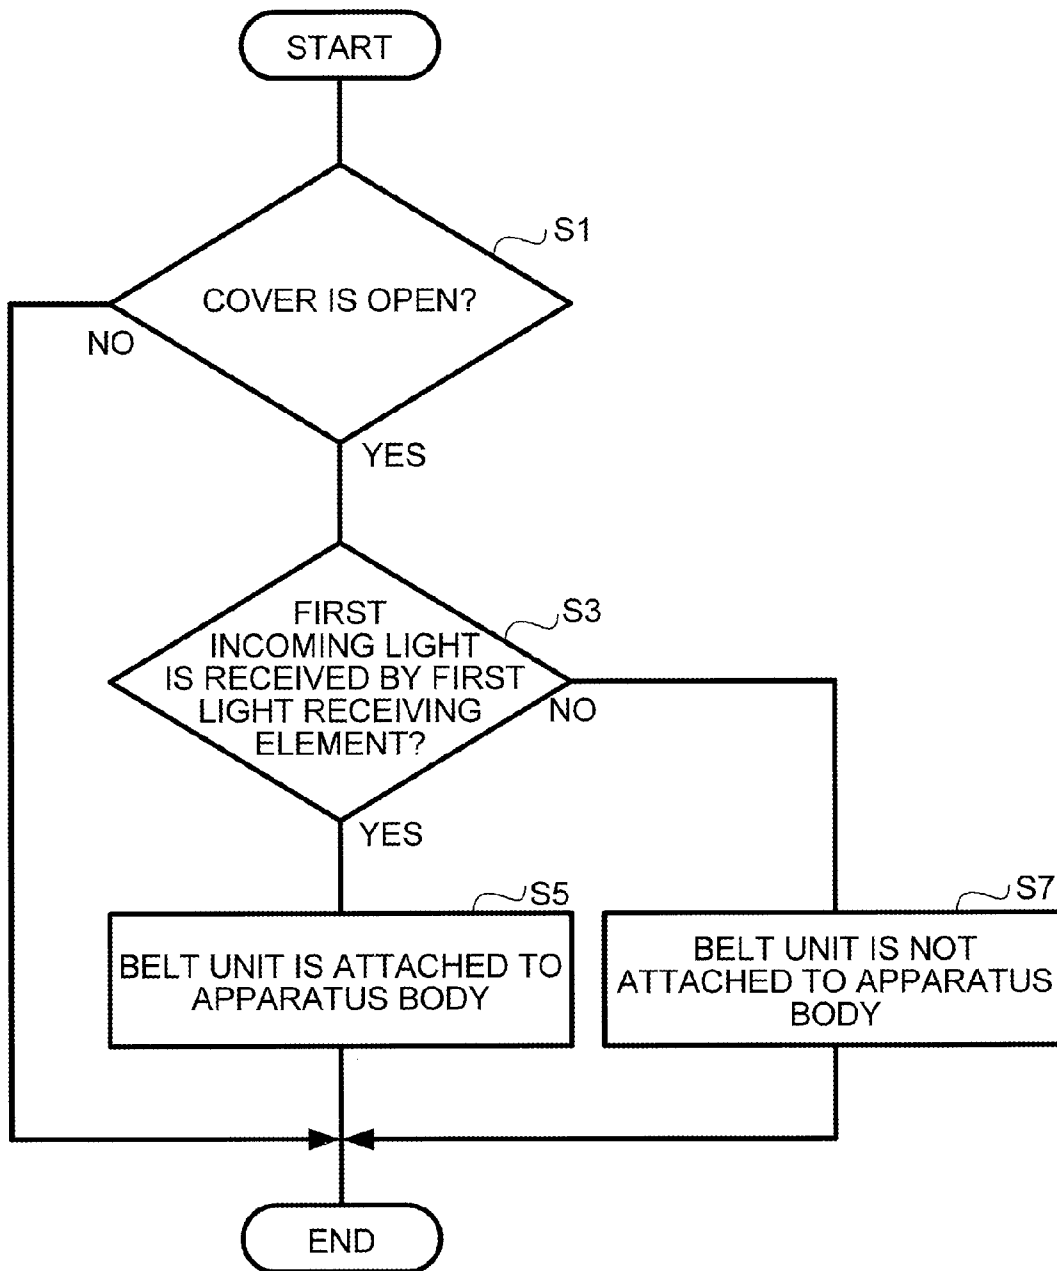 START
S1
COVER IS OPEN?
NO
YES
S3
FIRST
INCOMING LIGHT
IS RECEIVED BY FIRST
LIGHT RECEIVING
ELEMENT?
NO
YES
S5
BELT UNIT IS ATTACHED TO
APPARATUS BODY
S7
BELT UNIT IS NOT
ATTACHED TO APPARATUS
BODY
END